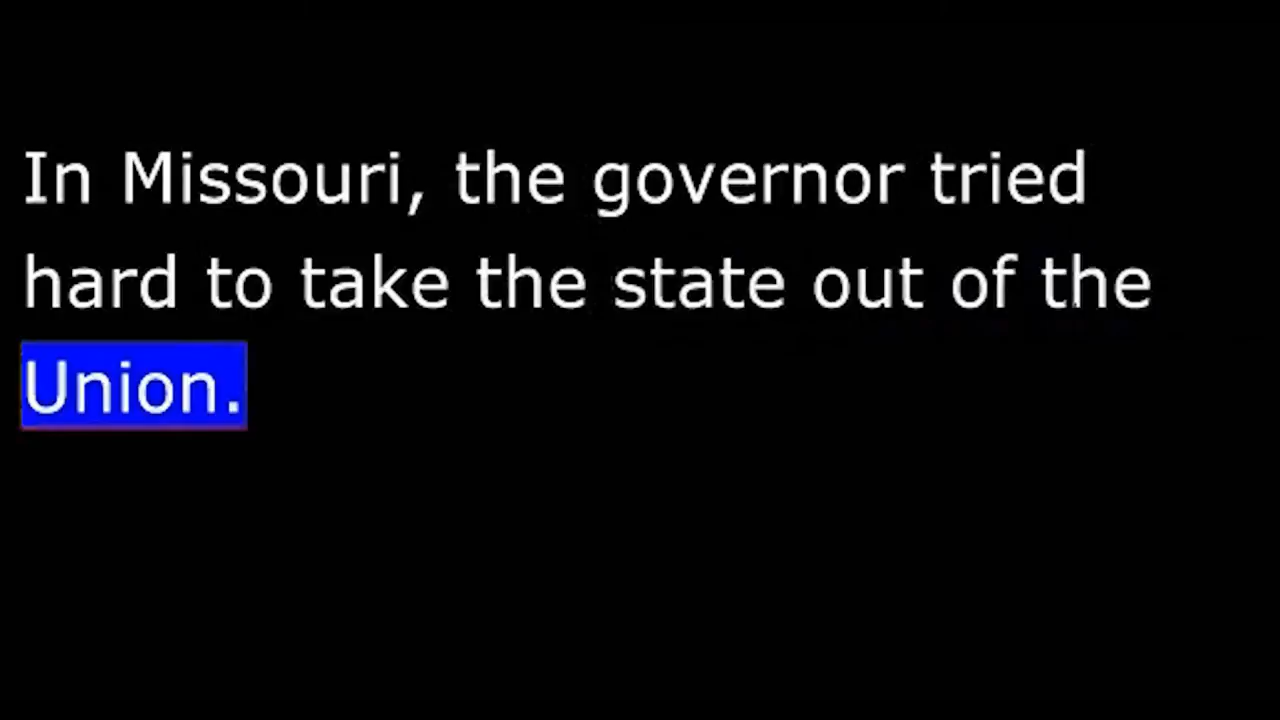 In Missouri, the governor tried
hard to take the state out of the
Union.